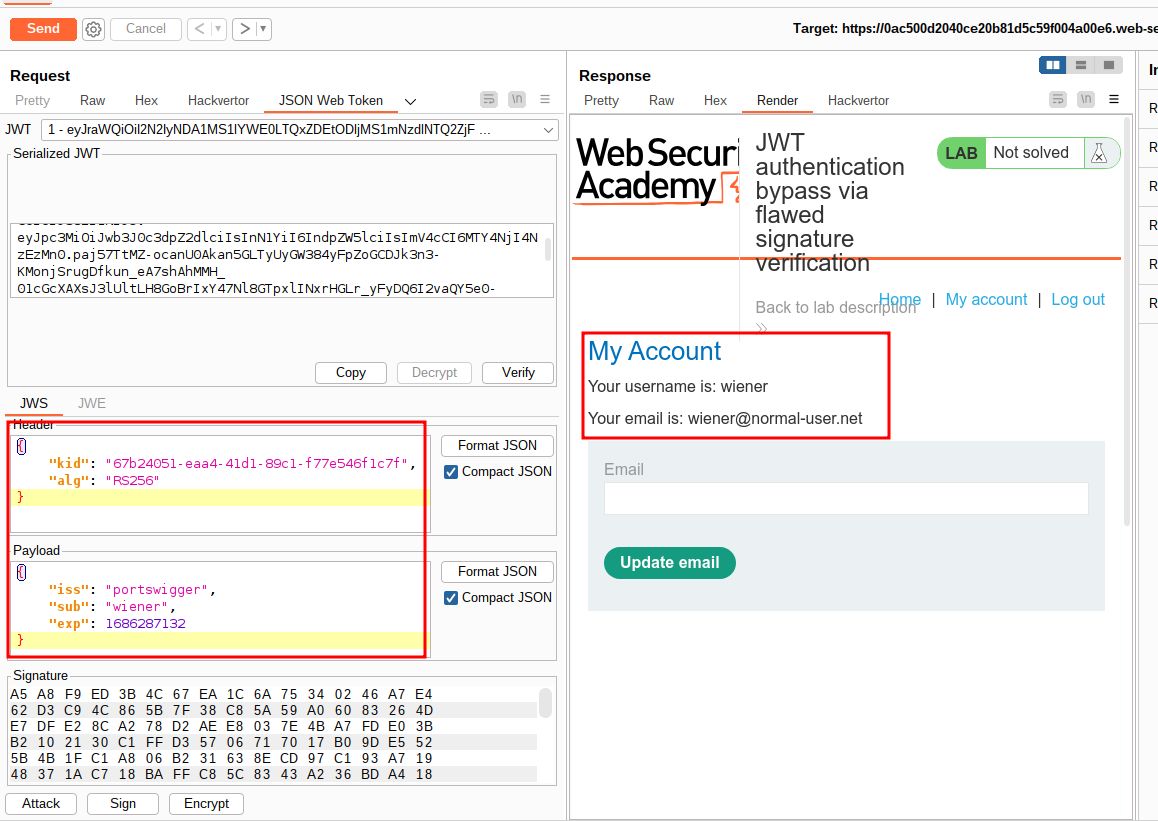 Send
Cancel
Target: https://0ac500d2040ce20b81d5c59f004a00e6.web-se
Request
Pretty Raw Hex Hackvertor JSON Web Token \n
JWT 1 - eyJraWQiOiI2N2IyNDA1MS1lYWE0LTQxZDEtODljMS1mNzdlNTQ2ZjF ...
Serialized JWT
eyJpc3MiOiJwb3J0c3dpZ2dlciIsInN1YiI6IndpZW5lciIsImV4cCI6MTY4NjI4N
zEzMn0.paj57TtMZ-ocanU0Akan5GLTyUyGW384yFpZoGCDJk3n3-
KMonjSrugDfkun_eA7shAhMMH_
01cGcXAXsJ3lUltLH8GoBrIxY47Nl8GTpxlINxrHGLr_yFyDQ6I2vaQY5e0-
Copy Decrypt Verify
JWS JWE
Header
{
"kid": "67b24051-eaa4-41d1-89c1-f77e546f1c7f",
"alg": "RS256"
}
Format JSON
Compact JSON
Payload
{
"iss": "portswigger",
"sub": "wiener",
"exp": 1686287132
}
Format JSON
Compact JSON
Signature
A5 A8 F9 ED 3B 4C 67 EA 1C 6A 75 34 02 46 A7 E4
62 D3 C9 4C 86 5B 7F 38 C8 5A 59 A0 60 83 26 4D
E7 DF E2 8C A2 78 D2 AE E8 03 7E 4B A7 FD E0 3B
B2 10 21 30 C1 FF D3 57 06 71 70 17 B0 9D E5 52
5B 4B 1F C1 A8 06 B2 31 63 8E CD 97 C1 93 A7 19
48 37 1A C7 18 BA FF C8 5C 83 43 A2 36 BD A4 18
Attack Sign Encrypt
Response
Pretty Raw Hex Render Hackvertor \n
Web Securi
Academy
JWT
authentication
bypass via
flawed
signature
verification
LAB Not solved
Back to lab description
Home | My account | Log out
My Account
Your username is: wiener
Your email is: wiener@normal-user.net
Email
Update email
In
R
R
R
R
R
R